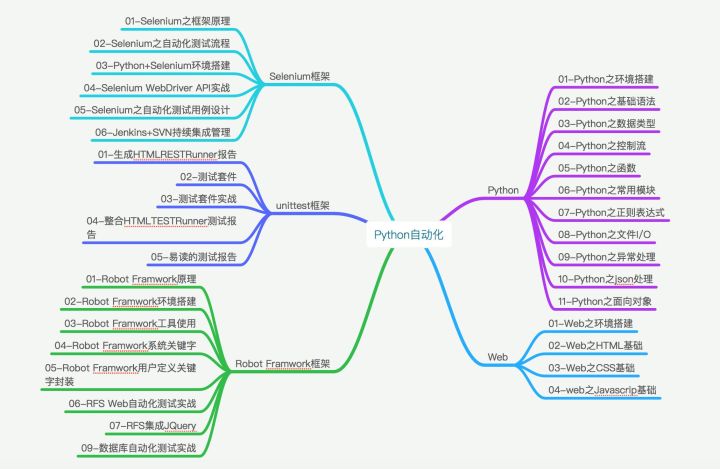 01-Selenium之框架原理
02-Selenium之自动化测试流程
03-Python+Selenium环境搭建
04-Selenium WebDriver API实战
05-Selenium之自动化测试用例设计
06-Jenkins+SVN持续集成管理
Selenium框架
01-生成HTMLRESTRunner报告
02-测试套件
03-测试套件实战
04-整合HTMLTESTRunner测试报
告
05-易读的测试报告
unittest框架
01-Robot Framwork原理
02-Robot Framwork环境搭建
03-Robot Framwork工具使用
04-Robot Framwork系统关键字
05-Robot Framwork用户定义关键
字封装
06-RFS Web自动化测试实战
07-RFS集成JQuery
09-数据库自动化测试实战
Robot Framwork框架
Python自动化
Python
01-Python之环境搭建
02-Python之基础语法
03-Python之数据类型
04-Python之控制流
05-Python之函数
06-Python之常用模块
07-Python之正则表达式
08-Python之文件I/O
09-Python之异常处理
10-Python之json处理
11-Python之面向对象
Web
01-Web之环境搭建
02-Web之HTML基础
03-Web之CSS基础
04-web之Javascrip基础